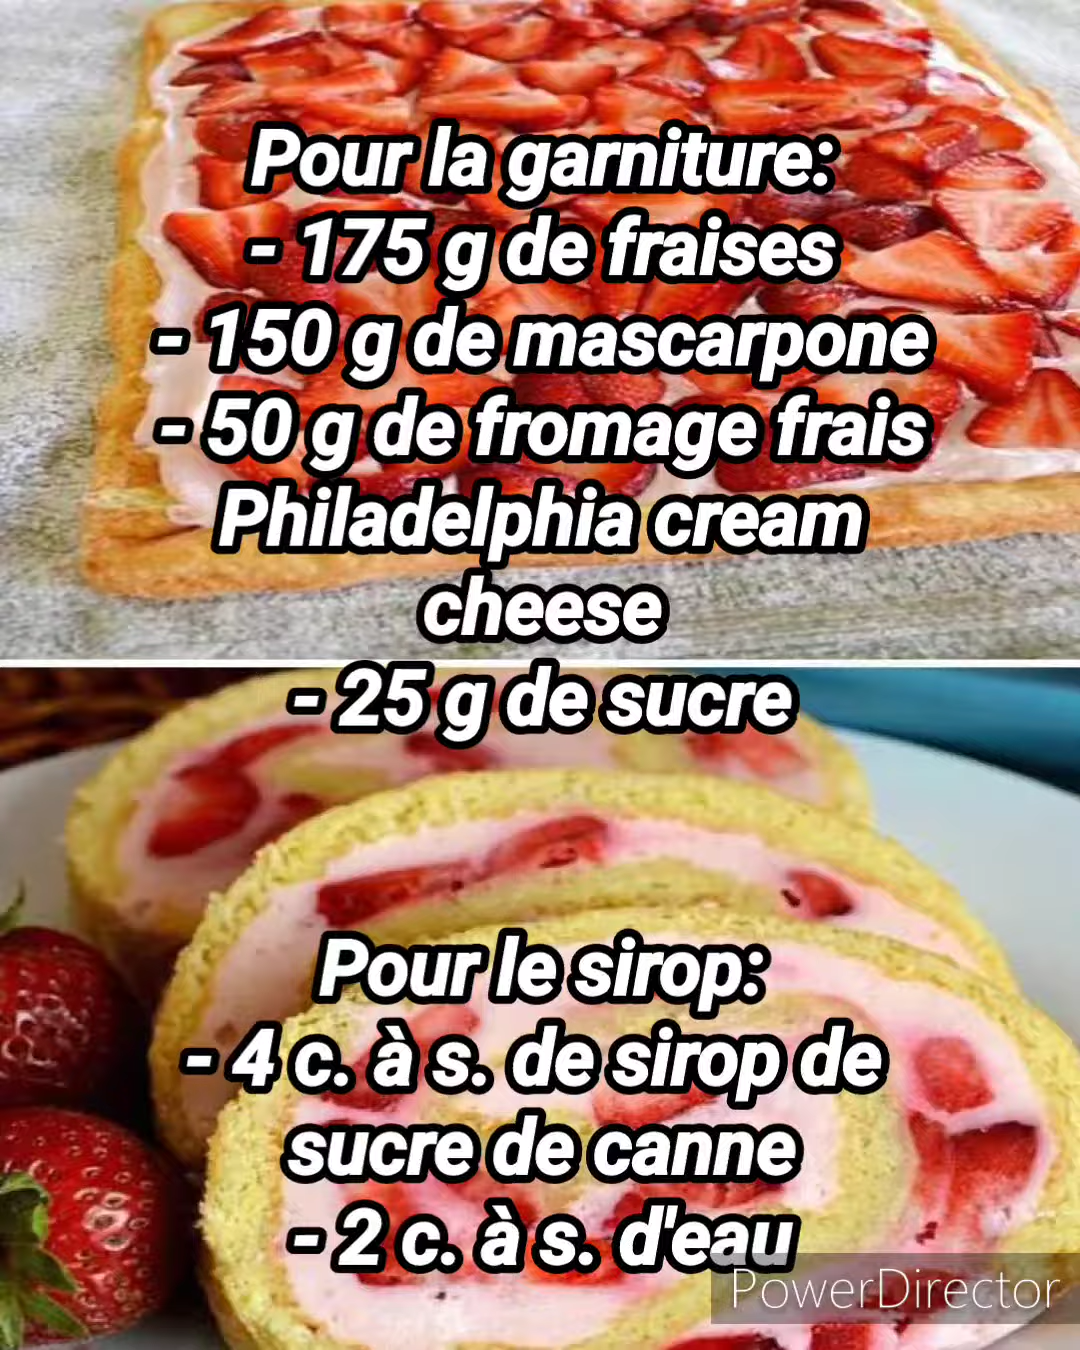 Pour la garniture:
- 175 g de fraises
- 150 g de mascarpone
- 50 g de fromage frais
Philadelphia cream
cheese
- 25 g de sucre
Pour le sirop:
- 4 c. à s. de sirop de
sucre de canne
- 2 c. à s. d'eau
PowerDirector